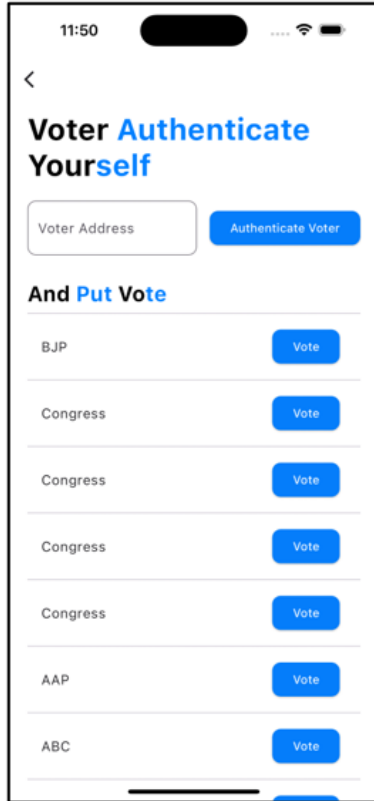 11:50
Voter Authenticate
Yourself
Voter Address
Authenticate Voter
And Put Vote
BJP Vote
Congress Vote
Congress Vote
Congress Vote
Congress Vote
AAP Vote
ABC Vote